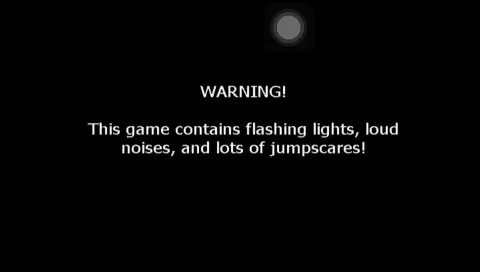 WARNING!
This game contains flashing lights, loud
noises, and lots of jumpscares!